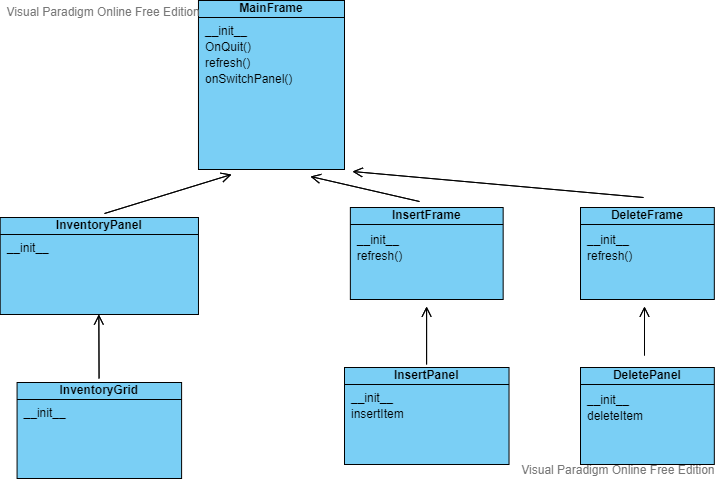 Visual Paradigm Online Free Edition
MainFrame
__init__
OnQuit()
refresh()
onSwitchPanel()
InventoryPanel
__init__
InsertFrame
__init__
refresh()
DeleteFrame
__init__
refresh()
InventoryGrid
__init__
InsertPanel
__init__
insertItem
DeletePanel
__init__
deleteItem
Visual Paradigm Online Free Edition